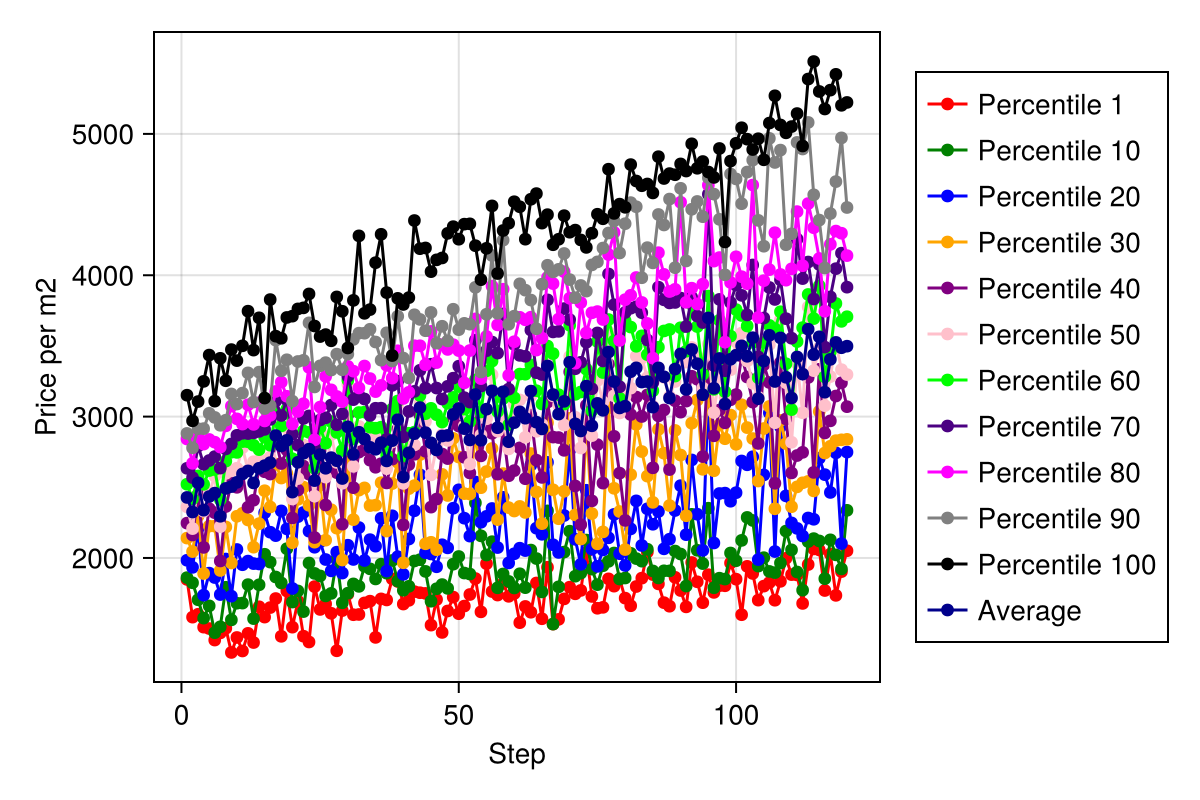 5000
4000
3000
2000
Price per m2
0
50
100
Step
Percentile 1
Percentile 10
Percentile 20
Percentile 30
Percentile 40
Percentile 50
Percentile 60
Percentile 70
Percentile 80
Percentile 90
Percentile 100
Average